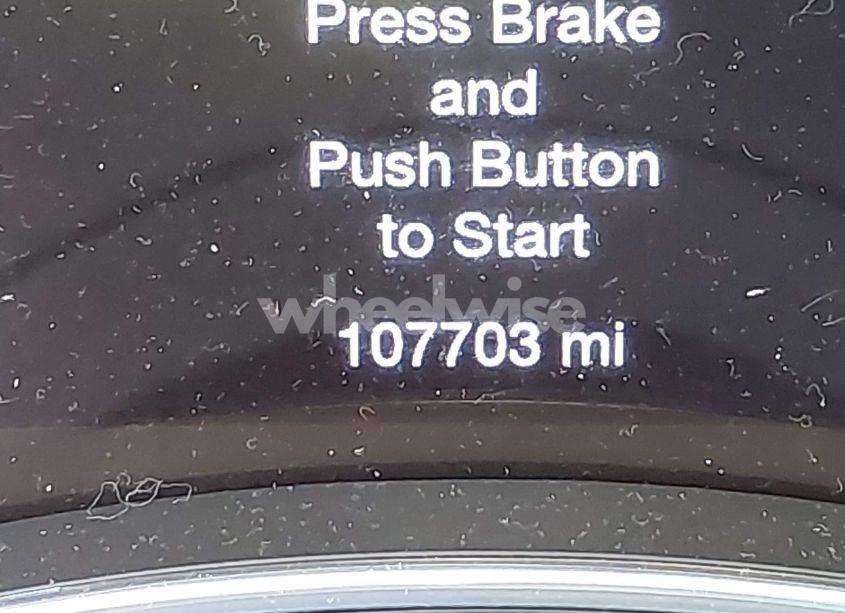 Press Brake
and
Push Button
to Start
wheelwise
107703 mi